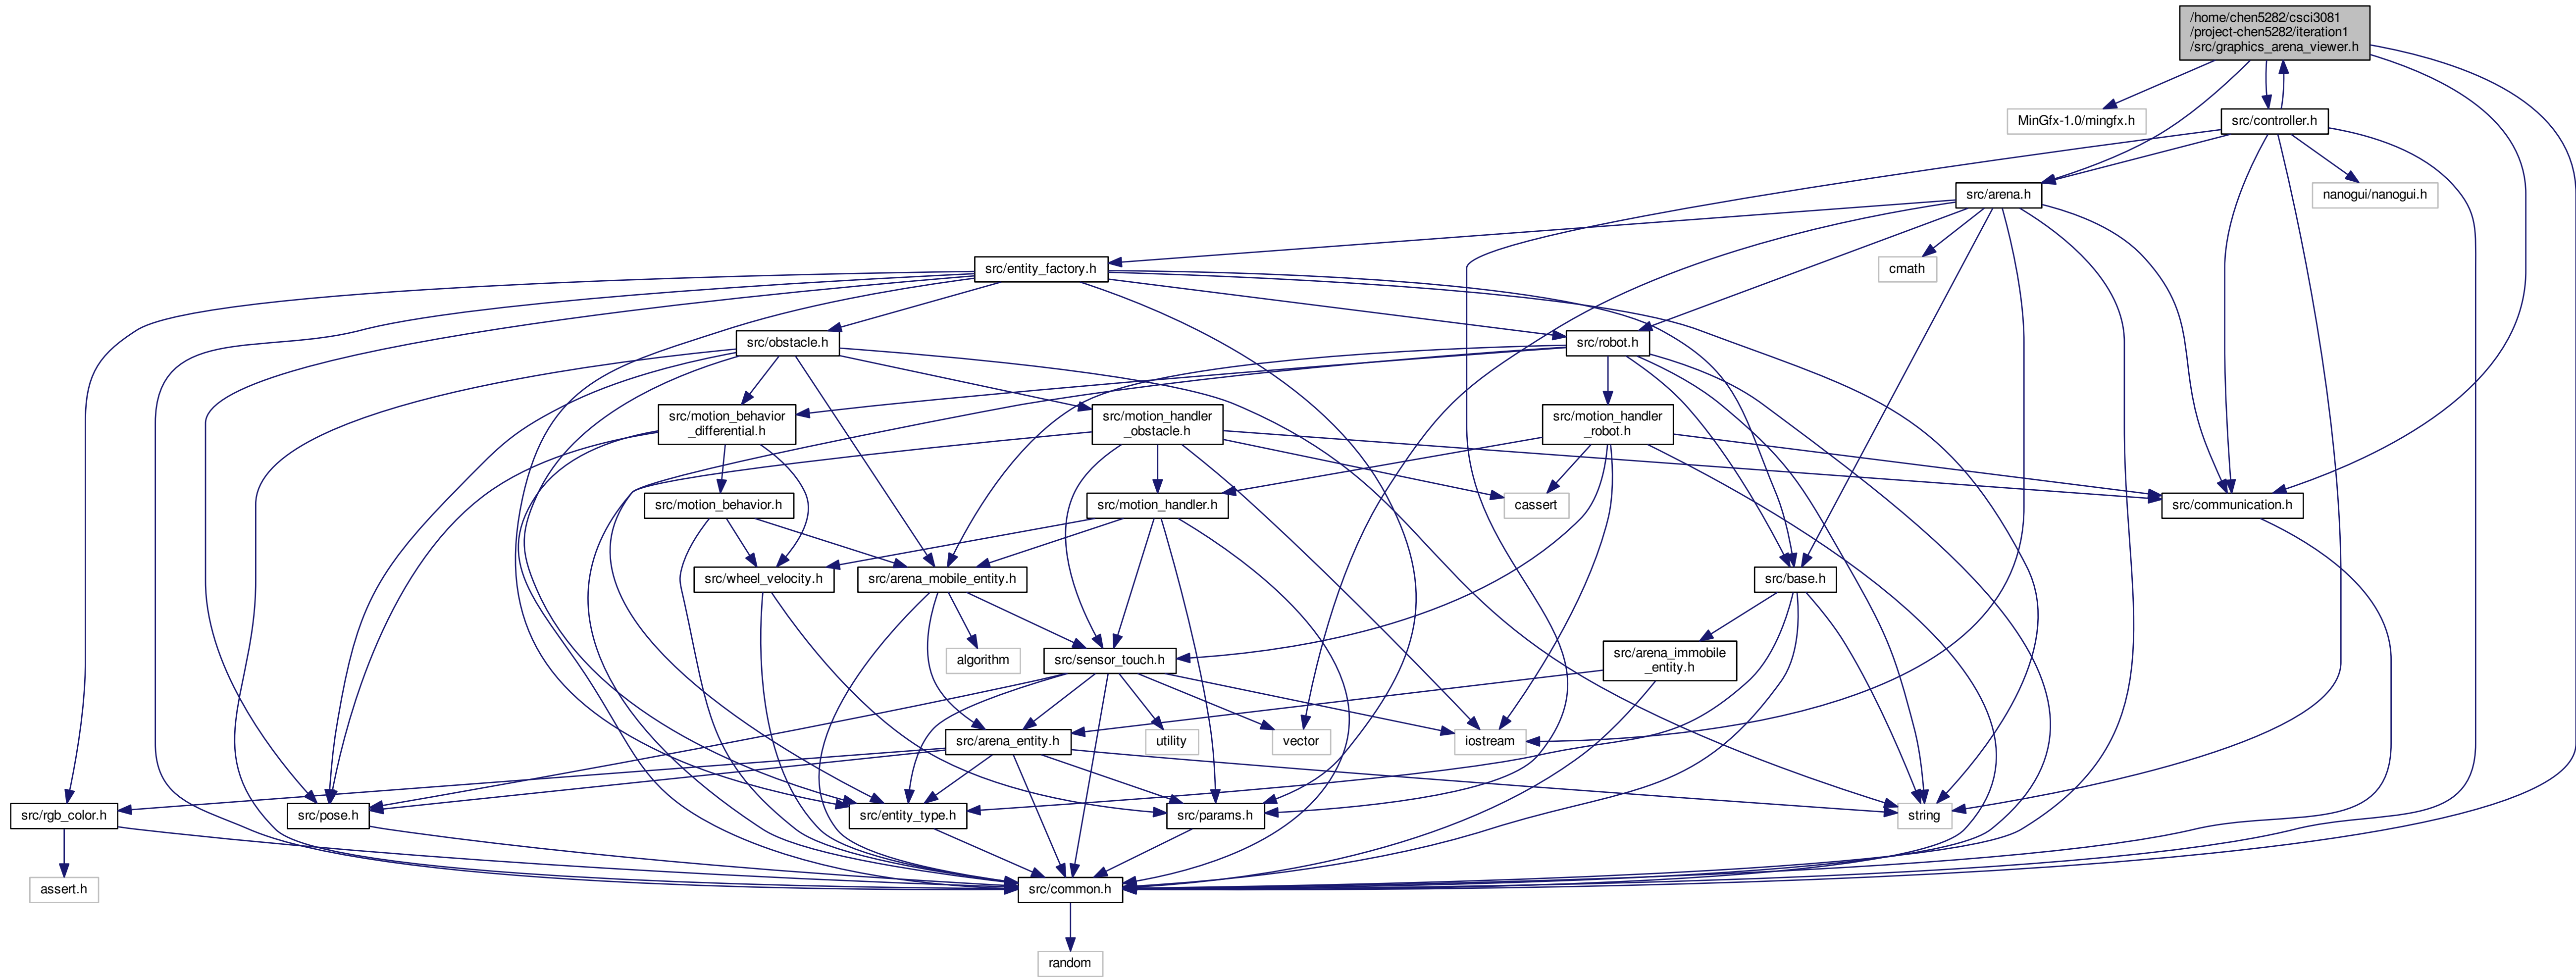 /home/chen5282/csci3081
/project-chen5282/iteration1
/src/graphics_arena_viewer.h
MinGfx-1.0/mingfx.h
src/controller.h
src/arena.h
nanogui/nanogui.h
src/entity_factory.h
cmath
src/obstacle.h
src/robot.h
src/motion_behavior
_differential.h
src/motion_handler
_obstacle.h
src/motion_handler
_robot.h
src/motion_behavior.h
src/motion_handler.h
cassert
src/communication.h
src/wheel_velocity.h
src/arena_mobile_entity.h
src/base.h
algorithm
src/sensor_touch.h
src/arena_immobile
_entity.h
src/arena_entity.h
utility
vector
iostream
src/rgb_color.h
src/pose.h
src/entity_type.h
src/params.h
string
assert.h
src/common.h
random